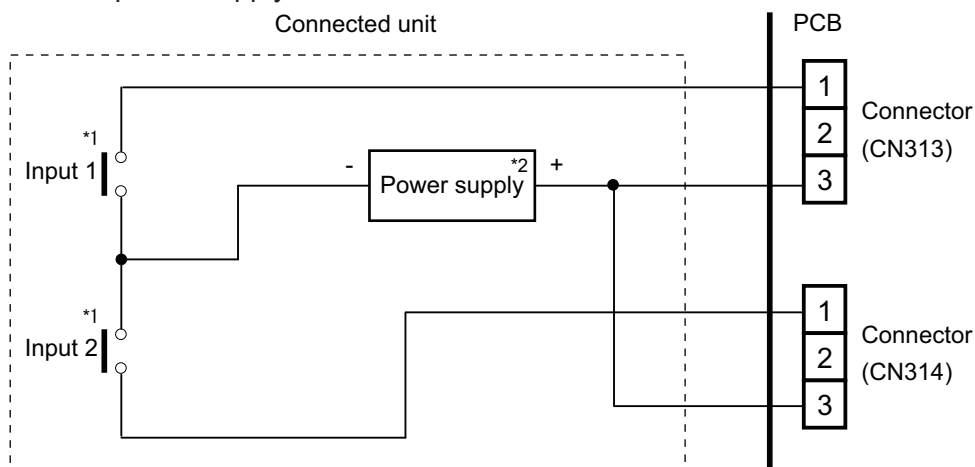 Connected unit
PCB
1
2
3
Connector
(CN313)
*1
Input 1
-
Power supply
*2
+
*1
Input 2
1
2
3
Connector
(CN314)